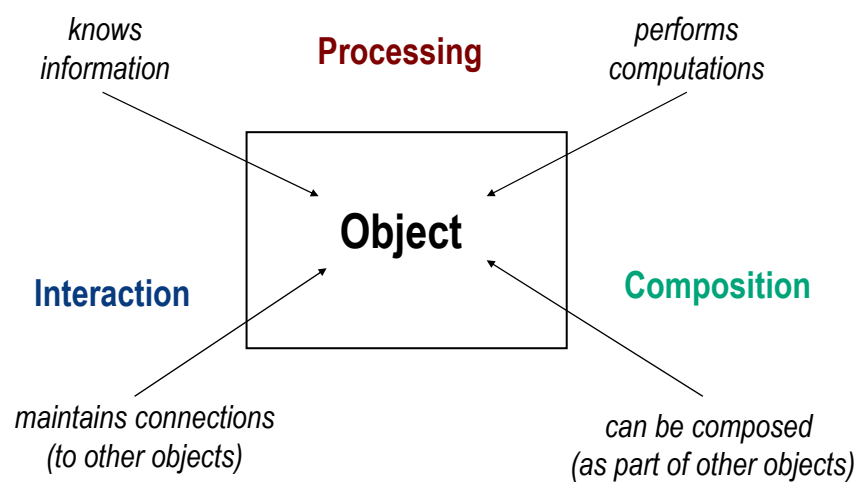 knows
information
Processing
performs
computations
Object
Interaction
Composition
maintains connections
(to other objects)
can be composed
(as part of other objects)